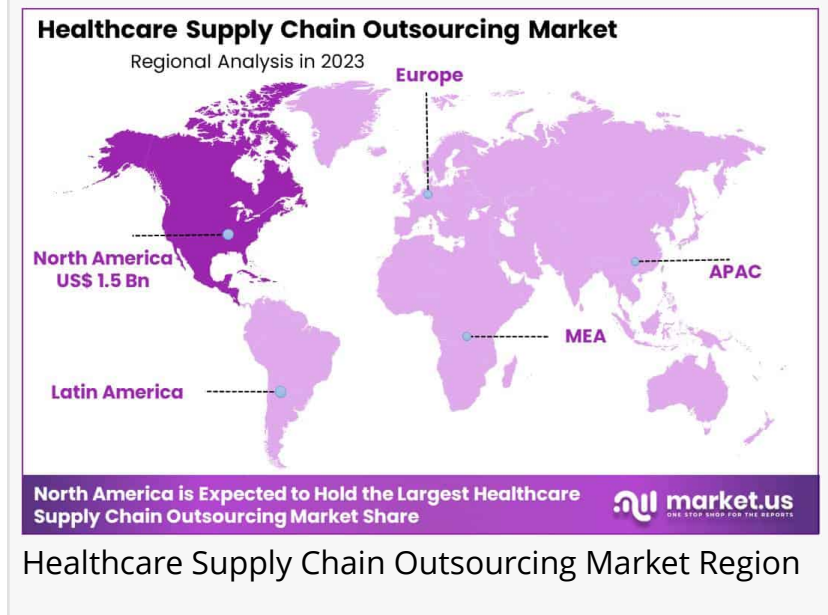 Healthcare Supply Chain Outsourcing Market
Regional Analysis in 2023
Europe
North America
US$ 1.5 Bn
APAC
MEA
Latin America
North America is Expected to Hold the Largest Healthcare
Supply Chain Outsourcing Market Share
market.us
ONE STOP SHOP FOR THE REPORTS
Healthcare Supply Chain Outsourcing Market Region